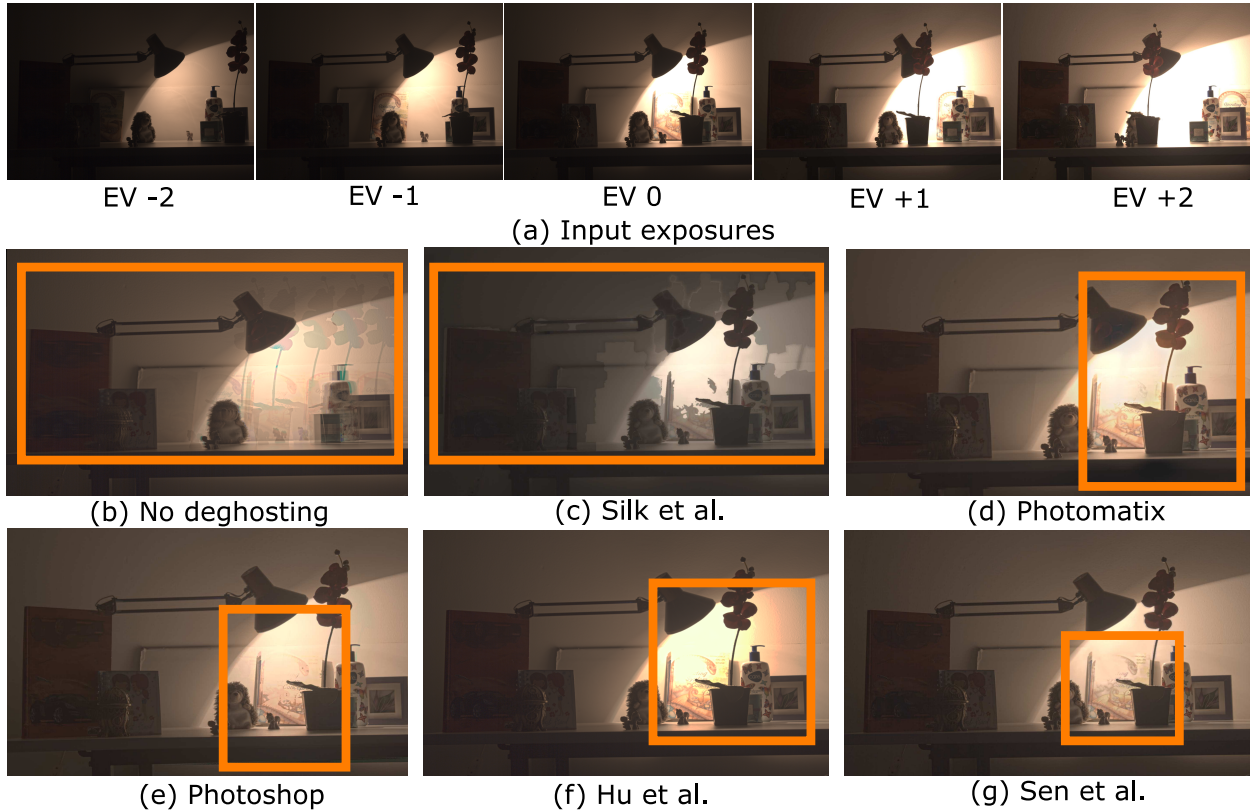 EV -2
EV -1
EV 0
EV +1
EV +2
(a) Input exposures
(b) No deghosting
(c) Silk et al.
(d) Photomatix
(e) Photoshop
(f) Hu et al.
(g) Sen et al.